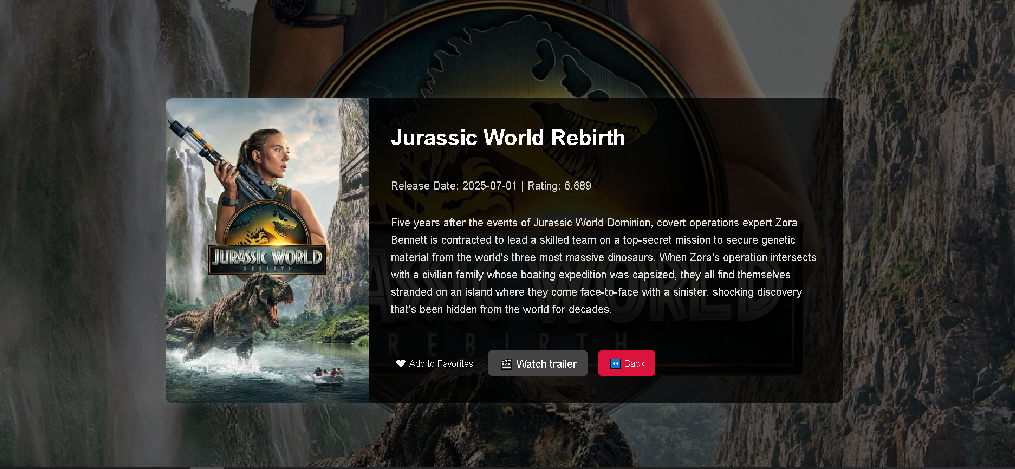 JURASSIC WORLD
REBIRTH
Jurassic World Rebirth
Release Date: 2025-07-01 | Rating: 6.689
Five years after the events of Jurassic World Dominion, covert operations expert Zora
Bennett is contracted to lead a skilled team on a top-secret mission to secure genetic
material from the world's three most massive dinosaurs. When Zora's operation intersects
with a civilian family whose boating expedition was capsized, they all find themselves
stranded on an island where they come face-to-face with a sinister, shocking discovery
that's been hidden from the world for decades.
Add to Favorites
Watch trailer
Back
REBIRTH